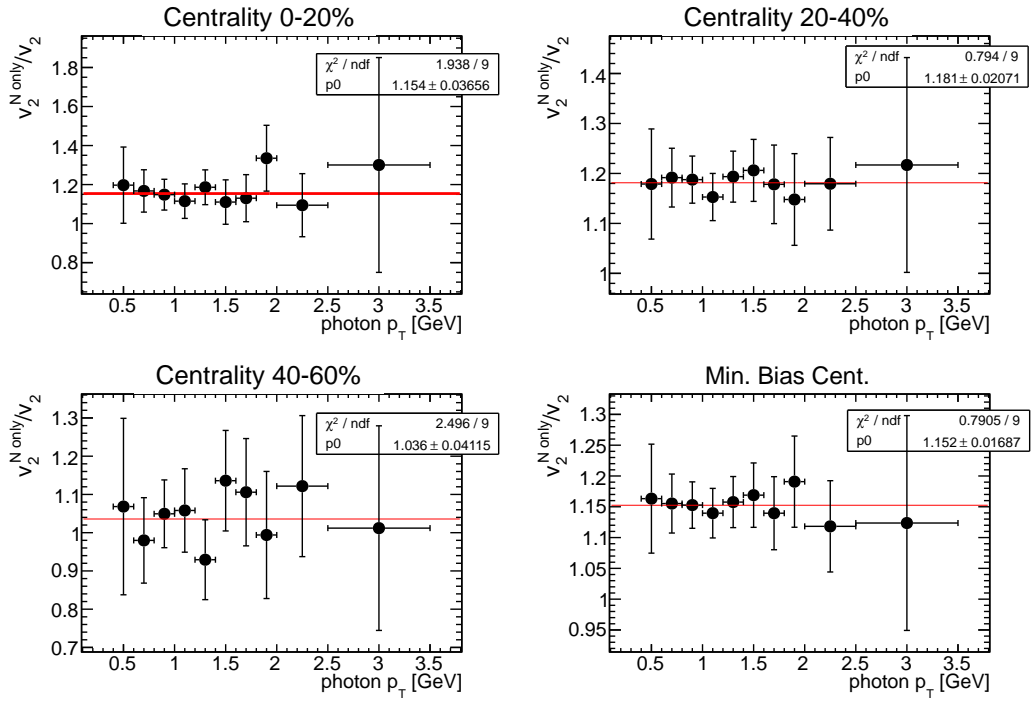 Centrality 0-20%
v₂^N only/v₂
χ² / ndf 1.938 / 9
p0 1.154 ± 0.03656
1.8
1.6
1.4
1.2
1
0.8
0.5 1 1.5 2 2.5 3 3.5
photon p_T [GeV]
Centrality 20-40%
v₂^N only/v₂
χ² / ndf 0.794 / 9
p0 1.181 ± 0.02071
1.4
1.3
1.2
1.1
1
0.5 1 1.5 2 2.5 3 3.5
photon p_T [GeV]
Centrality 40-60%
v₂^N only/v₂
χ² / ndf 2.496 / 9
p0 1.036 ± 0.04115
1.3
1.2
1.1
1
0.9
0.8
0.7
0.5 1 1.5 2 2.5 3 3.5
photon p_T [GeV]
Min. Bias Cent.
v₂^N only/v₂
χ² / ndf 0.7905 / 9
p0 1.152 ± 0.01687
1.3
1.25
1.2
1.15
1.1
1.05
1
0.95
0.5 1 1.5 2 2.5 3 3.5
photon p_T [GeV]